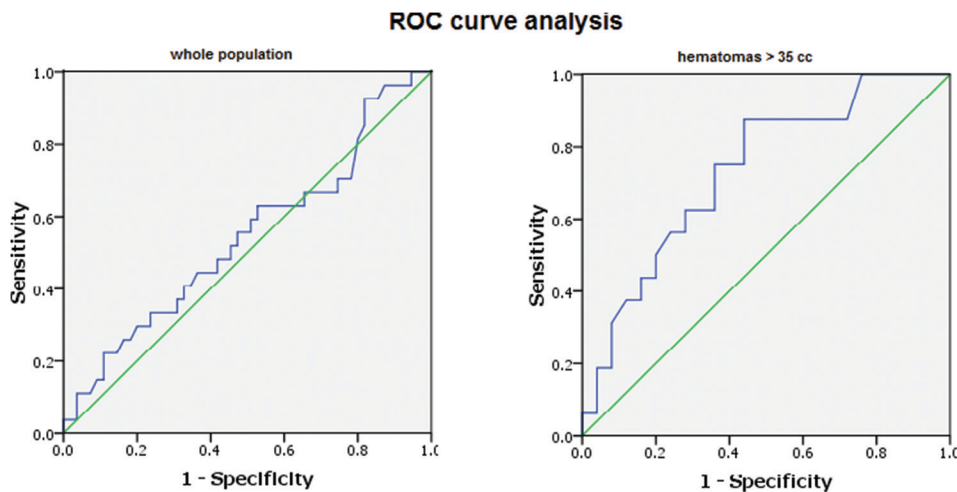 ROC curve analysis
whole population
hematomas > 35 cc
1.0
0.8
0.6
0.4
0.2
0.0
Sensitivity
0.0 0.2 0.4 0.6 0.8 1.0
1 - Specificity
1.0
0.8
0.6
0.4
0.2
0.0
Sensitivity
0.0 0.2 0.4 0.6 0.8 1.0
1 - Specificity